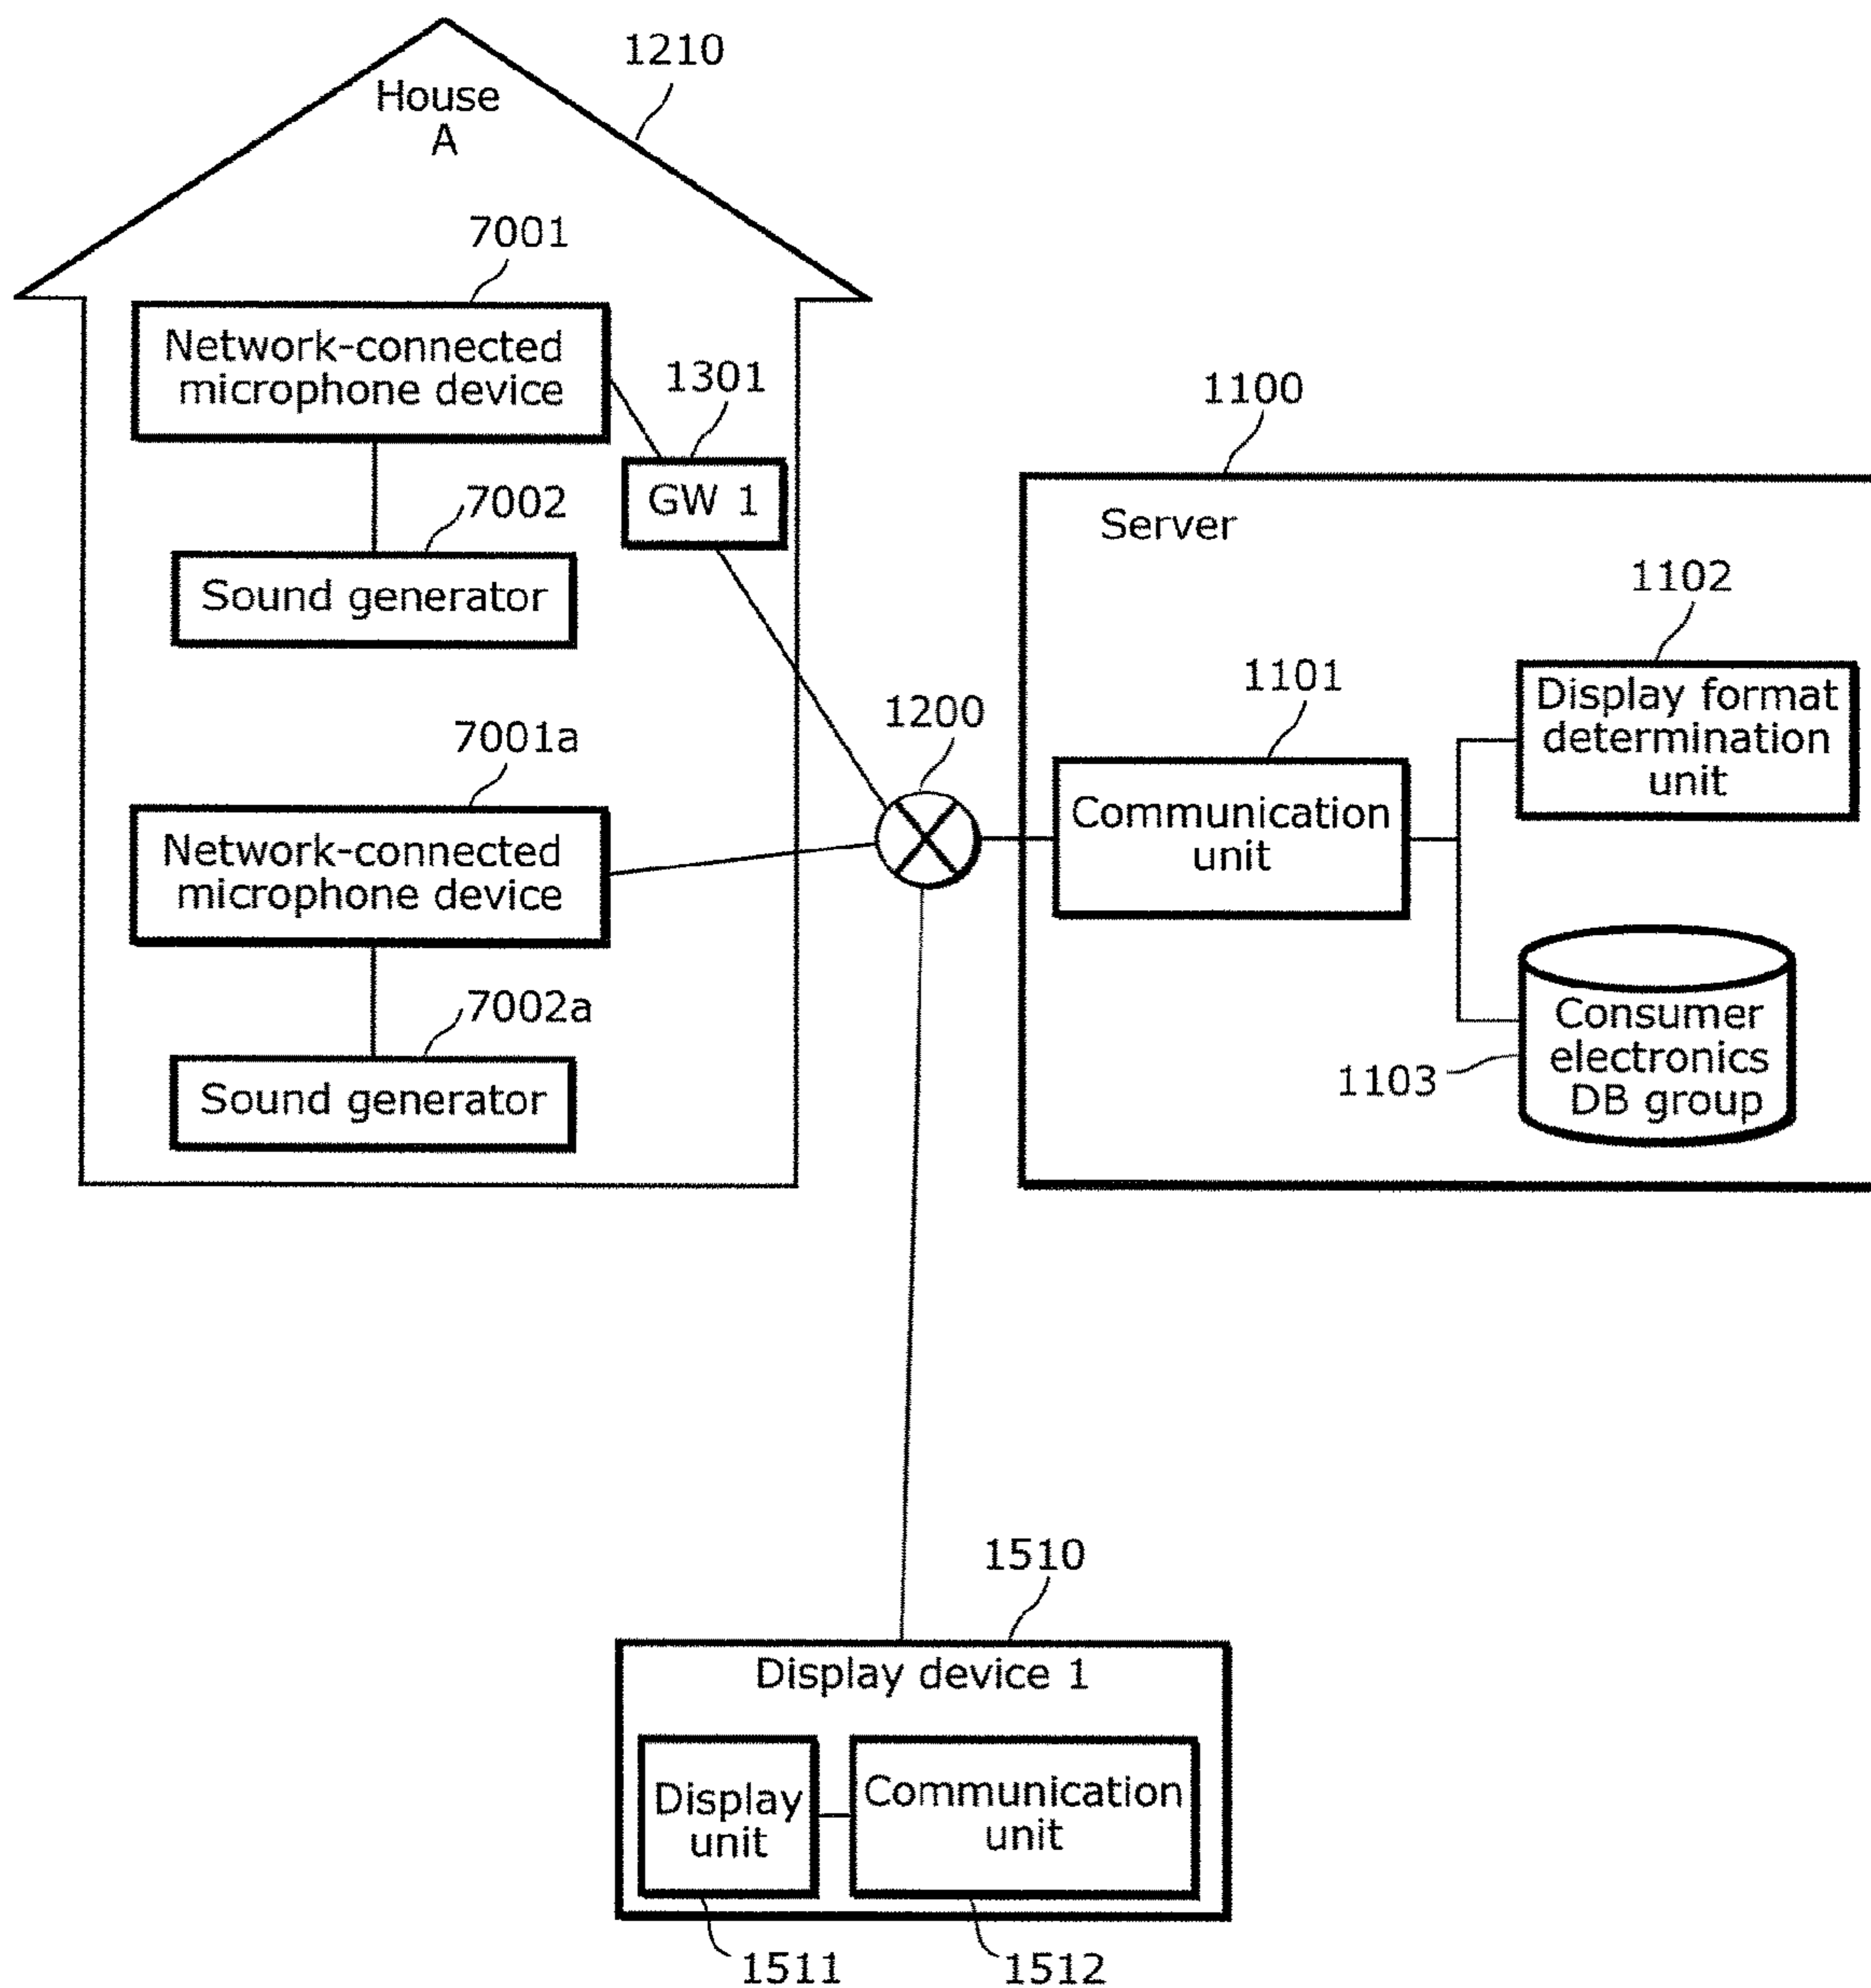 1210
House
A
7001
Network-connected
microphone device
1301
GW 1
7002
Sound generator
1100
Server
1102
Display format
determination
unit
1101
Communication
unit
1200
7001a
Network-connected
microphone device
7002a
Sound generator
Consumer
electronics
DB group
1103
1510
Display device 1
Display
unit
Communication
unit
1511
1512